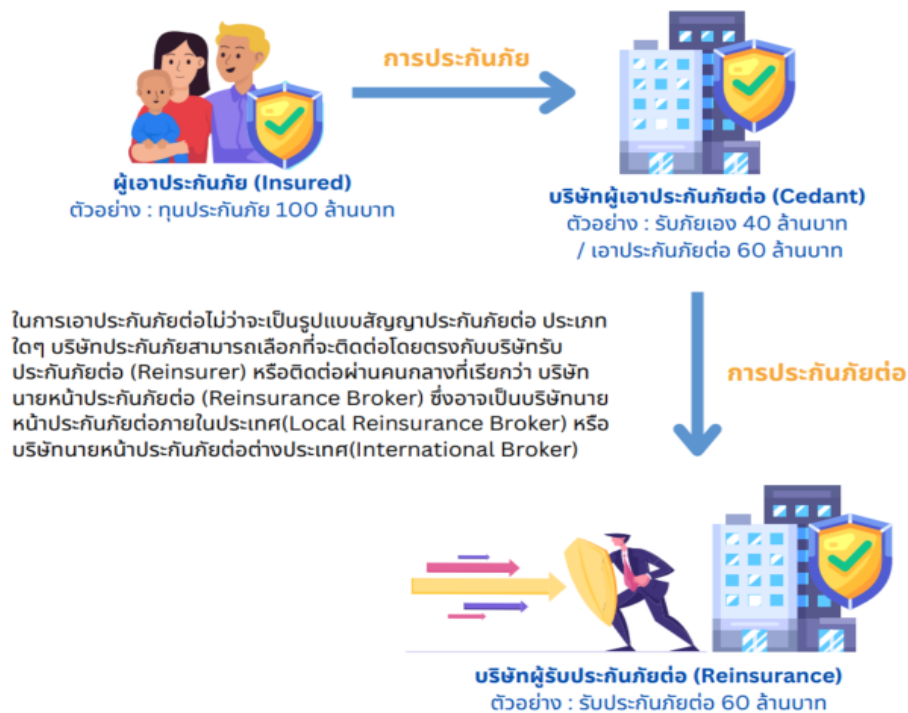 การประกันภัย
ผู้เอาประกันภัย (Insured)
ตัวอย่าง : ทุนประกันภัย 100 ล้านบาท
บริษัทผู้เอาประกันภัยต่อ (Cedant)
ตัวอย่าง : รับภัยเอง 40 ล้านบาท
/ เอาประกันภัยต่อ 60 ล้านบาท
ในการเอาประกันภัยต่อไม่ว่าจะเป็นรูปแบบสัญญาประกันภัยต่อ ประเภท
ใดๆ บริษัทประกันภัยสามารถเลือกที่จะติดต่อโดยตรงกับบริษัทรับ
ประกันภัยต่อ (Reinsurer) หรือติดต่อผ่านคนกลางที่เรียกว่า บริษัท
นายหน้าประกันภัยต่อ (Reinsurance Broker) ซึ่งอาจเป็นบริษัทนาย
หน้าประกันภัยต่อภายในประเทศ(Local Reinsurance Broker) หรือ
บริษัทนายหน้าประกันภัยต่อต่างประเทศ(International Broker)
การประกันภัยต่อ
บริษัทผู้รับประกันภัยต่อ (Reinsurance)
ตัวอย่าง : รับประกันภัยต่อ 60 ล้านบาท